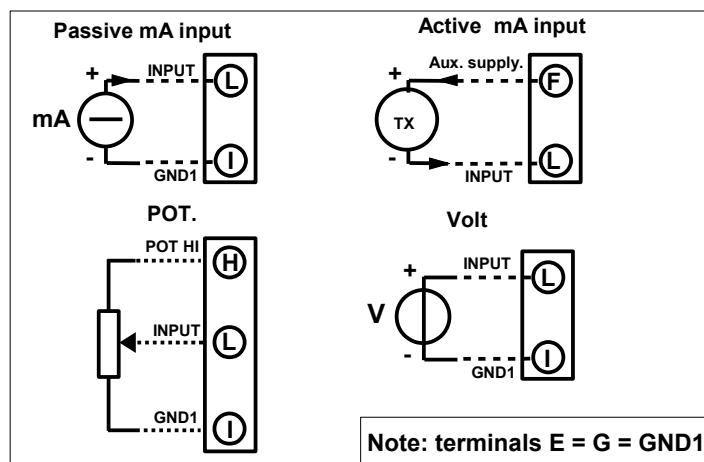 Passive mA input
+
INPUT
L
mA
-
GND1
I
Active mA input
Aux. supply.
+
F
TX
-
INPUT
L
POT.
POT HI
H
INPUT
L
GND1
I
Volt
INPUT
+
L
V
-
GND1
I
Note: terminals E = G = GND1